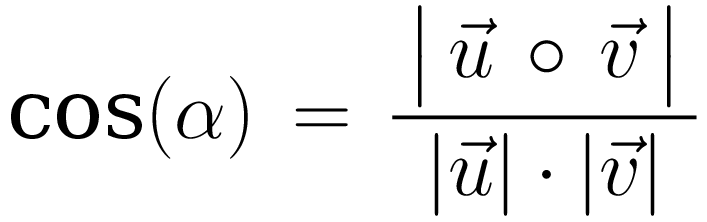 cos(α) = | u⃗ ∘ v⃗ | / |u⃗| · |v⃗|